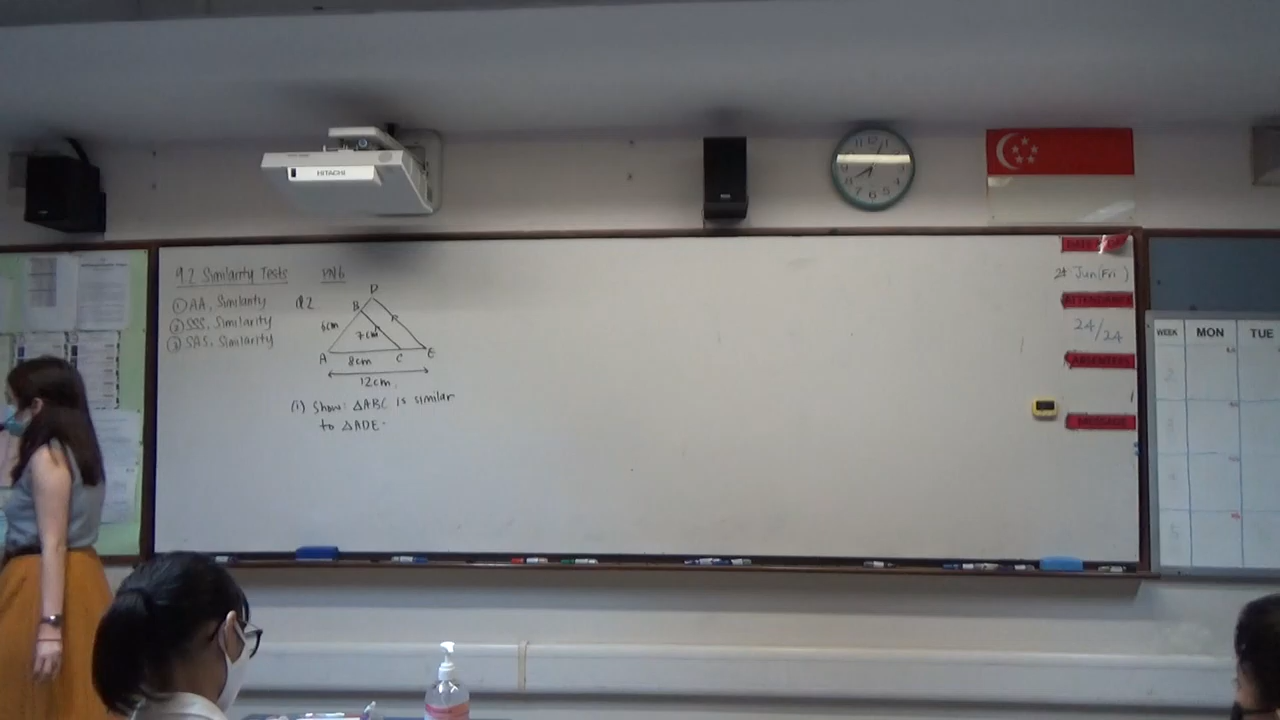 HITACHI
9.2 Similarity Tests PN6
① AA, Similarity
② SSS, Similarity
③ SAS, Similarity
Q2
D
B
6cm
7cm
A
8cm
C
E
12cm
(i) Show: △ABC is similar
to △ADE.
Jun (Fri)
ATTENDANCE
24/24
ABSENTEES
MESSAGE
WEEK MON TUE